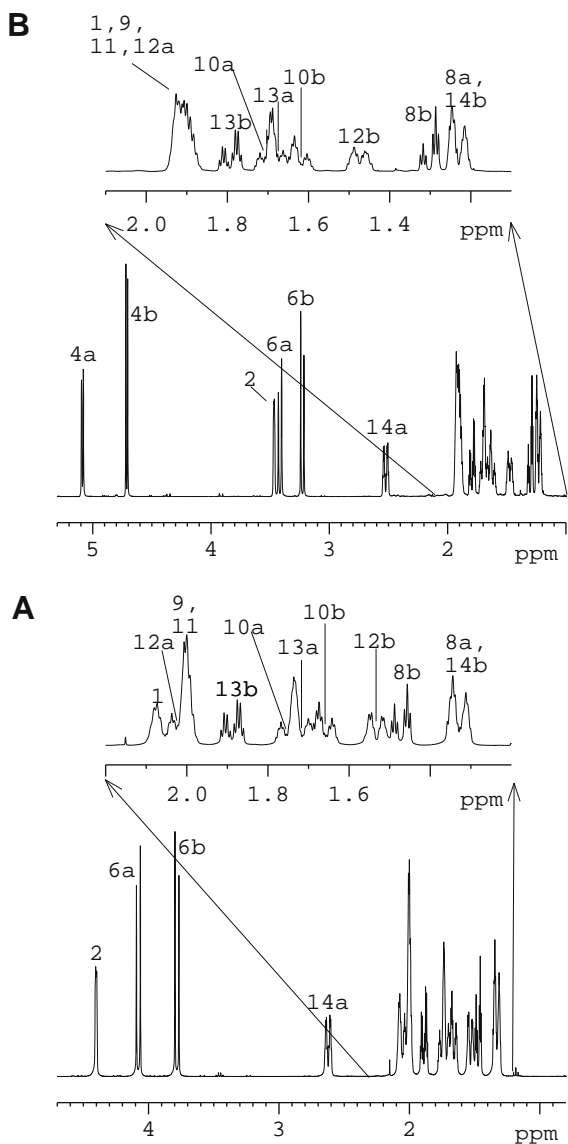 B
1,9,
11,12a
10a
13b
13a
10b
12b
8b
8a,
14b
2.0 1.8 1.6 1.4 ppm
4a
4b
2
6a
6b
14a
5 4 3 2 ppm
A
12a
1
9,
11
13b
10a
13a
10b
12b
8b
8a,
14b
2.0 1.8 1.6 ppm
2
6a
6b
14a
4 3 2 ppm